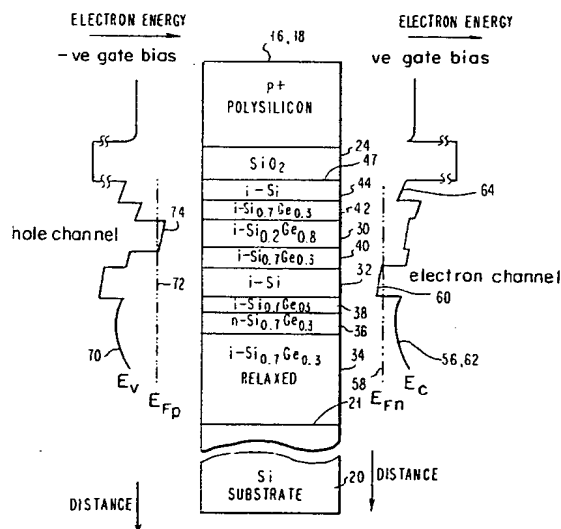 ELECTRON ENERGY
-ve gate bias
16,18
ELECTRON ENERGY
ve gate bias
p+
POLYSILICON
24
SiO2
47
i-Si
44
64
i-Si0.7Ge0.3
42
74
i-Si0.2Ge0.8
30
hole channel
i-Si0.7Ge0.3
40
electron channel
i-Si
32
72
60
38
n-Si0.7Ge0.3
36
70
i-Si0.7Ge0.3
RELAXED
34
56,62
58
Ev
EFp
21
EFn
Ec
Si
SUBSTRATE
20
DISTANCE
DISTANCE